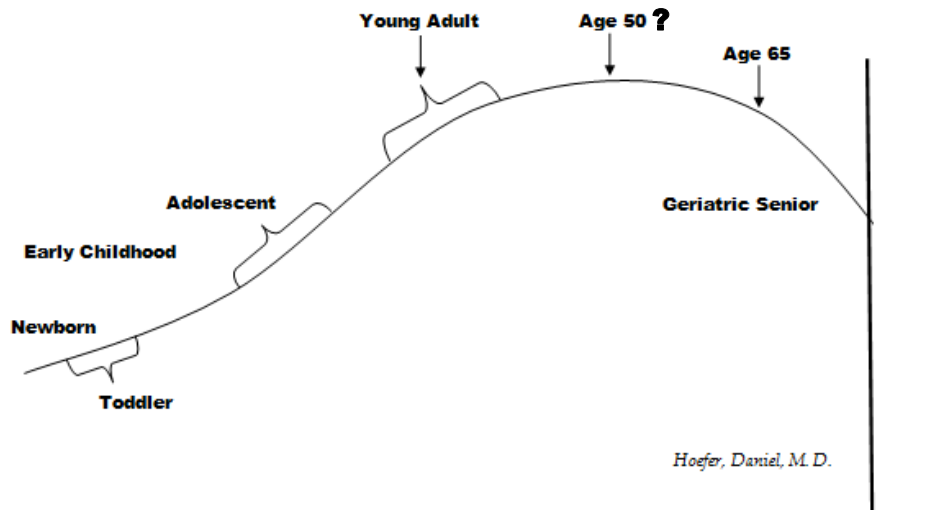 Young Adult
Age 50 ?
Age 65
Adolescent
Geriatric Senior
Early Childhood
Newborn
Toddler
Hoefer, Daniel, M.D.